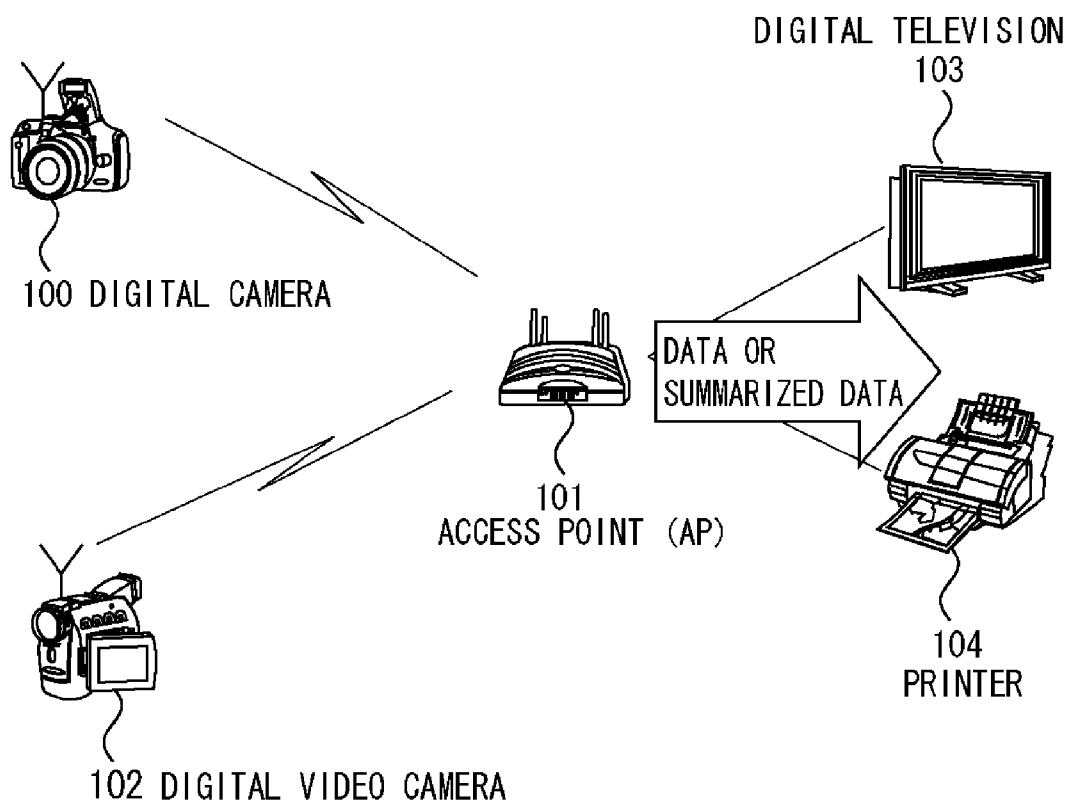 DIGITAL TELEVISION
103
100 DIGITAL CAMERA
DATA OR
SUMMARIZED DATA
101
ACCESS POINT (AP)
104
PRINTER
102 DIGITAL VIDEO CAMERA